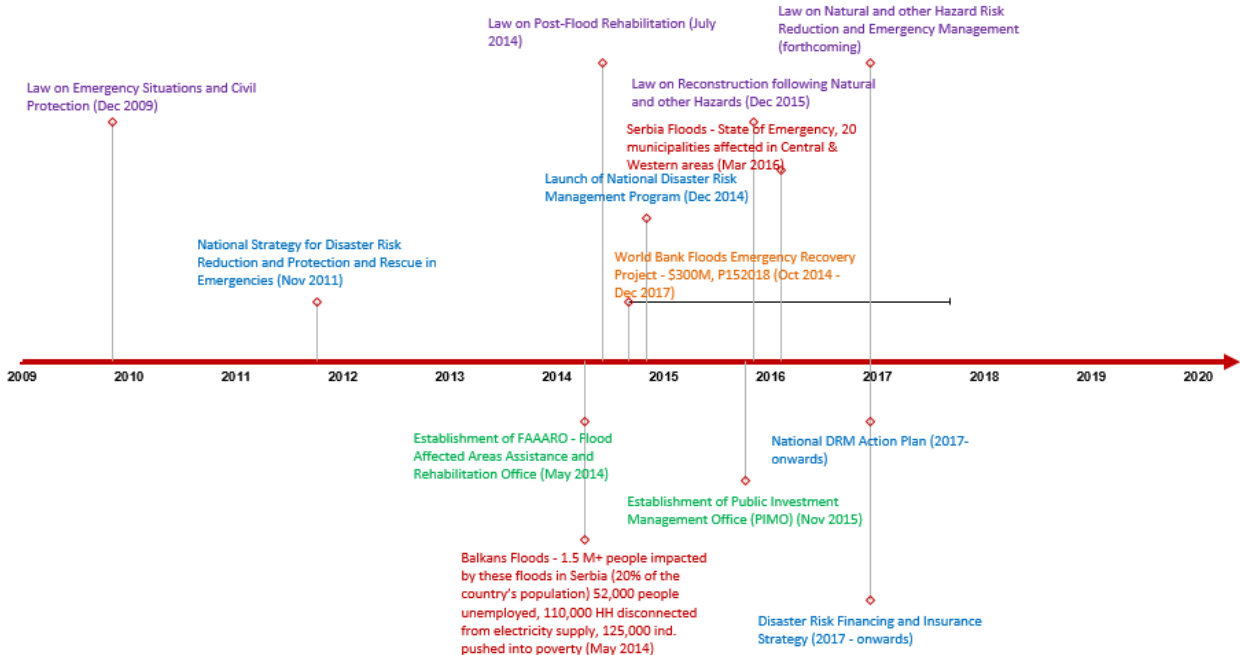 Law on Post-Flood Rehabilitation (July
2014)
Law on Natural and other Hazard Risk
Reduction and Emergency Management
(forthcoming)
Law on Emergency Situations and Civil
Protection (Dec 2009)
Law on Reconstruction following Natural
and other Hazards (Dec 2015)
Serbia Floods - State of Emergency, 20
municipalities affected in Central &
Western areas (Mar 2016)
Launch of National Disaster Risk
Management Program (Dec 2014)
National Strategy for Disaster Risk
Reduction and Protection and Rescue in
Emergencies (Nov 2011)
World Bank Floods Emergency Recovery
Project - $300M, P152018 (Oct 2014 -
Dec 2017)
2009 2010 2011 2012 2013 2014 2015 2016 2017 2018 2019 2020
Establishment of FAAARO - Flood
Affected Areas Assistance and
Rehabilitation Office (May 2014)
National DRM Action Plan (2017-
onwards)
Establishment of Public Investment
Management Office (PIMO) (Nov 2015)
Balkans Floods - 1.5 M+ people impacted
by these floods in Serbia (20% of the
country's population) 52,000 people
unemployed, 110,000 HH disconnected
from electricity supply, 125,000 ind.
pushed into poverty (May 2014)
Disaster Risk Financing and Insurance
Strategy (2017 - onwards)